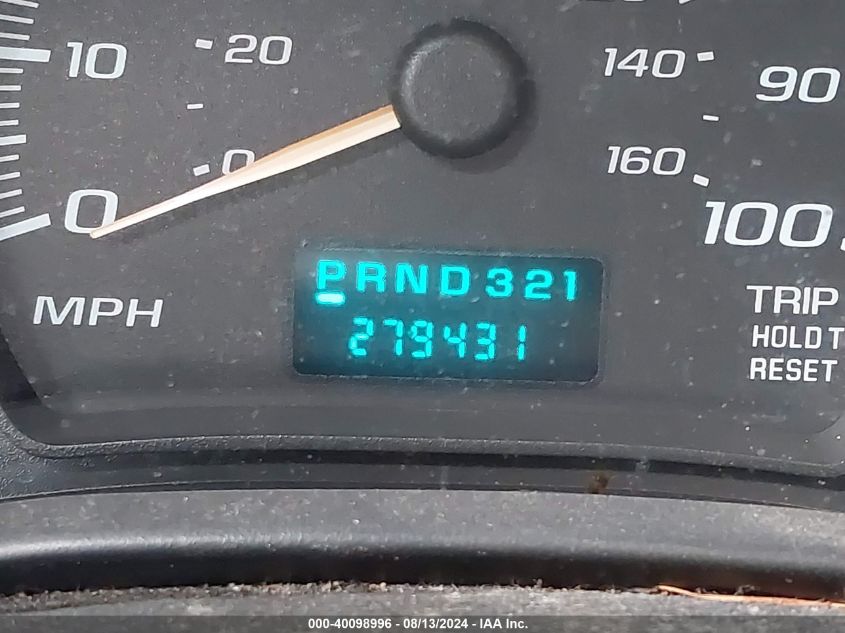 10 20 140 90
0 0 160 100
PRND321
279431
MPH
TRIP
HOLD T
RESET
000-40098996 - 08/13/2024 - IAA Inc.